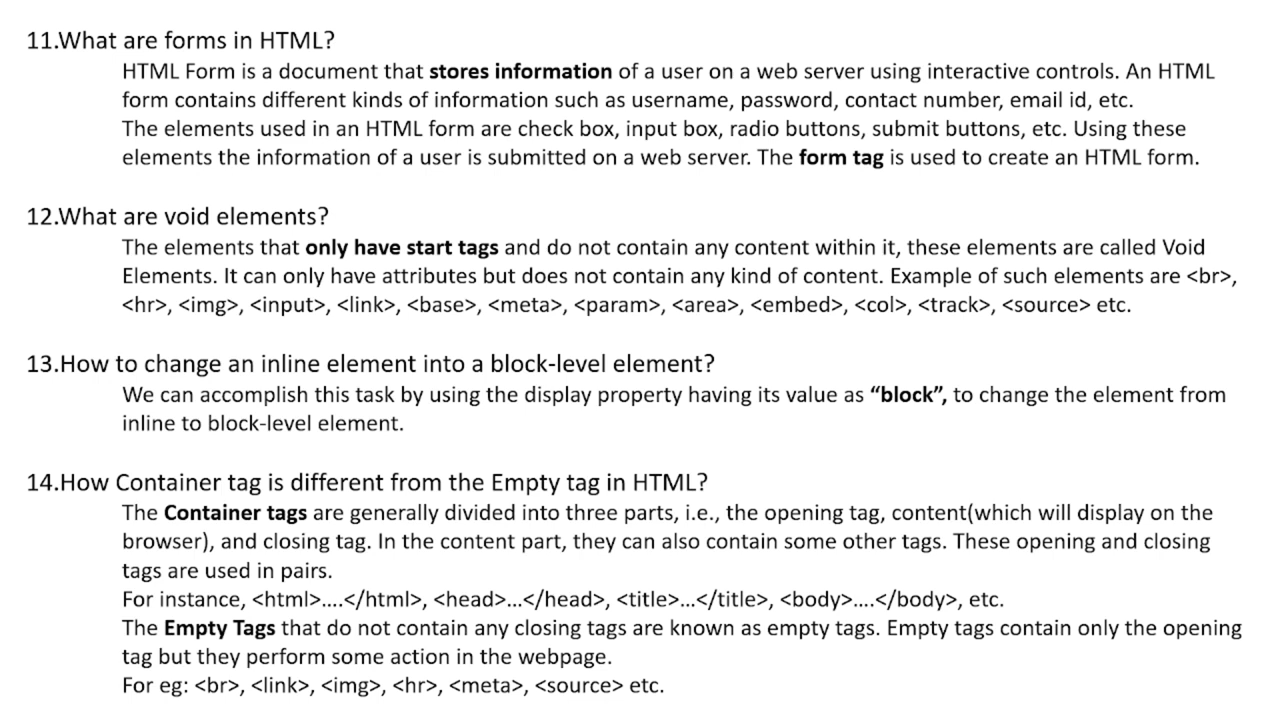 11.What are forms in HTML?
HTML Form is a document that stores information of a user on a web server using interactive controls. An HTML
form contains different kinds of information such as username, password, contact number, email id, etc.
The elements used in an HTML form are check box, input box, radio buttons, submit buttons, etc. Using these
elements the information of a user is submitted on a web server. The form tag is used to create an HTML form.
12.What are void elements?
The elements that only have start tags and do not contain any content within it, these elements are called Void
Elements. It can only have attributes but does not contain any kind of content. Example of such elements are <br>,
<hr>, <img>, <input>, <link>, <base>, <meta>, <param>, <area>, <embed>, <col>, <track>, <source> etc.
13.How to change an inline element into a block-level element?
We can accomplish this task by using the display property having its value as “block”, to change the element from
inline to block-level element.
14.How Container tag is different from the Empty tag in HTML?
The Container tags are generally divided into three parts, i.e., the opening tag, content(which will display on the
browser), and closing tag. In the content part, they can also contain some other tags. These opening and closing
tags are used in pairs.
For instance, <html>....</html>, <head>...</head>, <title>...</title>, <body>....</body>, etc.
The Empty Tags that do not contain any closing tags are known as empty tags. Empty tags contain only the opening
tag but they perform some action in the webpage.
For eg: <br>, <link>, <img>, <hr>, <meta>, <source> etc.